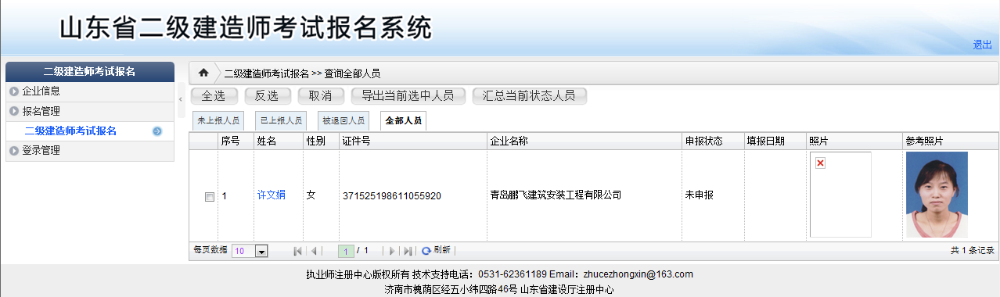 山东省二级建造师考试报名系统
退出
二级建造师考试报名
企业信息
报名管理
二级建造师考试报名
登录管理
二级建造师考试报名 >> 查询全部人员
全选 反选 取消 导出当前选中人员 汇总当前状态人员
未上报人员 已上报人员 被退回人员 全部人员
序号 姓名 性别 证件号 企业名称 申报状态 填报日期 照片 参考照片
1 许文娟 女 371525198611055920 青岛鹏飞建筑安装工程有限公司 未申报
每页数据 10 1 / 1 刷新 共 1 条记录
执业师注册中心版权所有 技术支持电话：0531-62361189 Email：zhucezhongxin@163.com
济南市槐荫区经五小纬四路46号 山东省建设厅注册中心